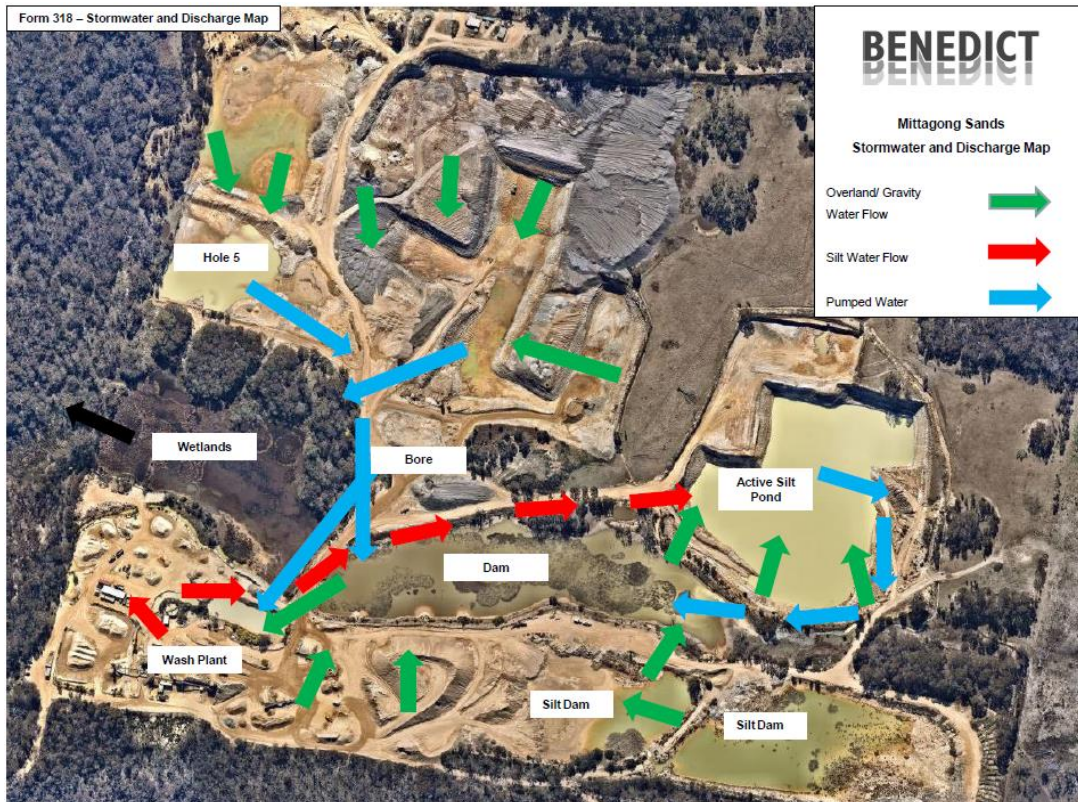 Form 318 – Stormwater and Discharge Map
BENEDICT
Mittagong Sands
Stormwater and Discharge Map
Overland/ Gravity
Water Flow
Silt Water Flow
Pumped Water
Hole 5
Wetlands
Bore
Active Silt
Pond
Dam
Wash Plant
Silt Dam
Silt Dam